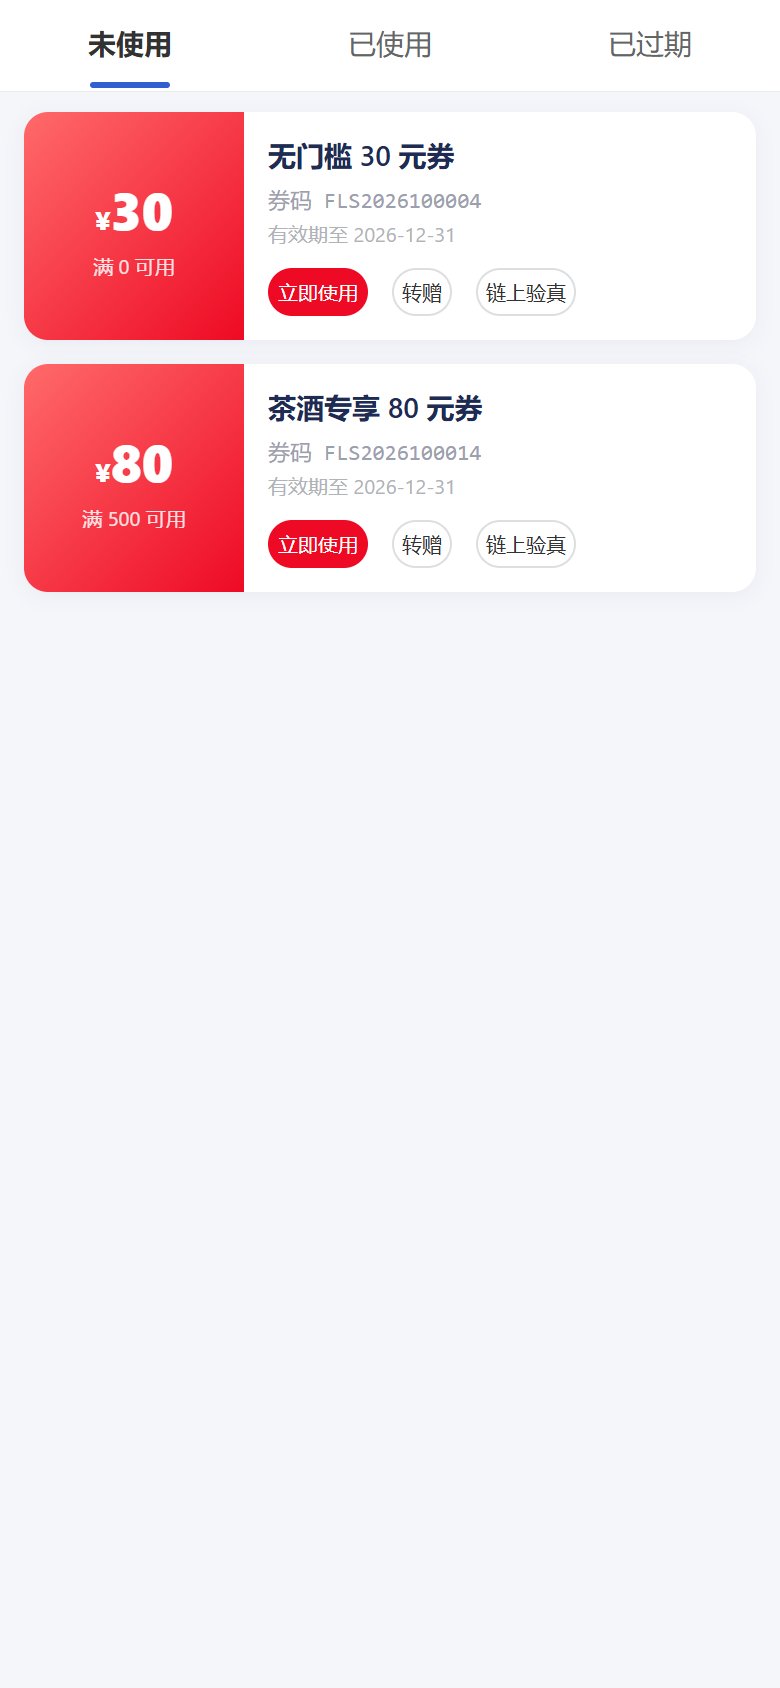 未使用 已使用 已过期
¥30
满 0 可用
无门槛 30 元券
券码 FLS2026100004
有效期至 2026-12-31
立即使用 转赠 链上验真
¥80
满 500 可用
茶酒专享 80 元券
券码 FLS2026100014
有效期至 2026-12-31
立即使用 转赠 链上验真